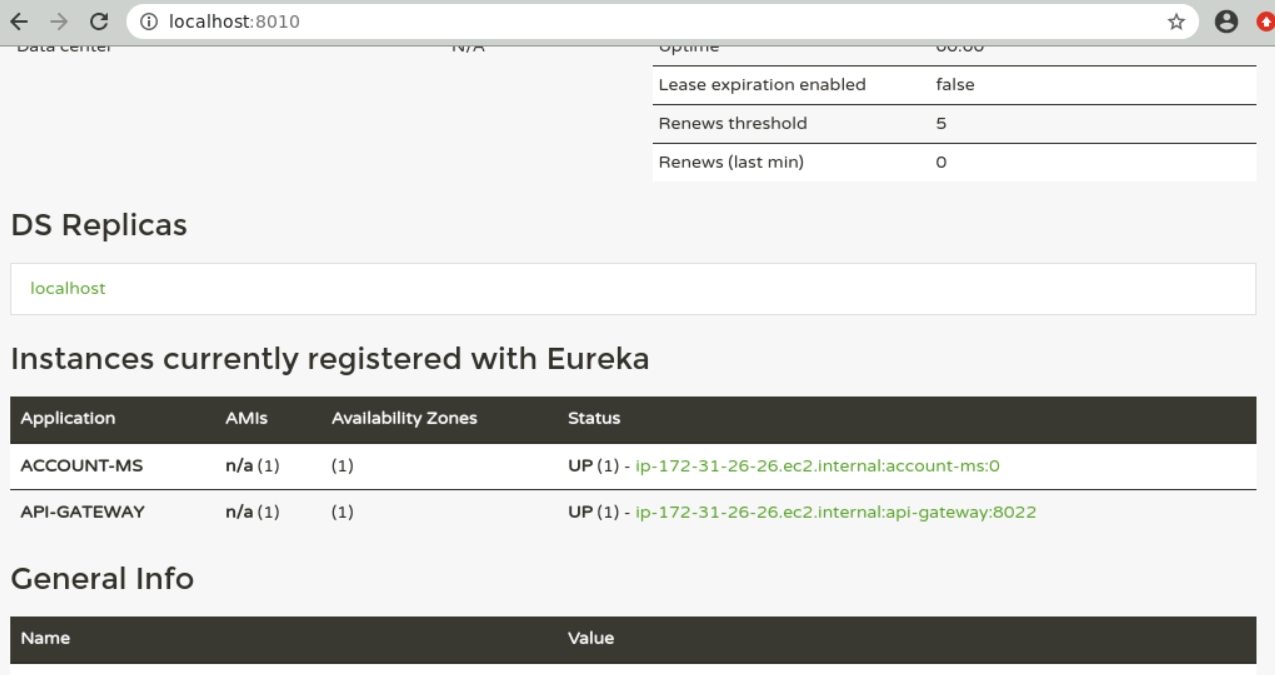 localhost:8010
Data center N/A
Uptime 00:00
Lease expiration enabled false
Renews threshold 5
Renews (last min) 0
DS Replicas
localhost
Instances currently registered with Eureka
Application AMIs Availability Zones Status
ACCOUNT-MS n/a (1) (1) UP (1) - ip-172-31-26-26.ec2.internal:account-ms:0
API-GATEWAY n/a (1) (1) UP (1) - ip-172-31-26-26.ec2.internal:api-gateway:8022
General Info
Name Value